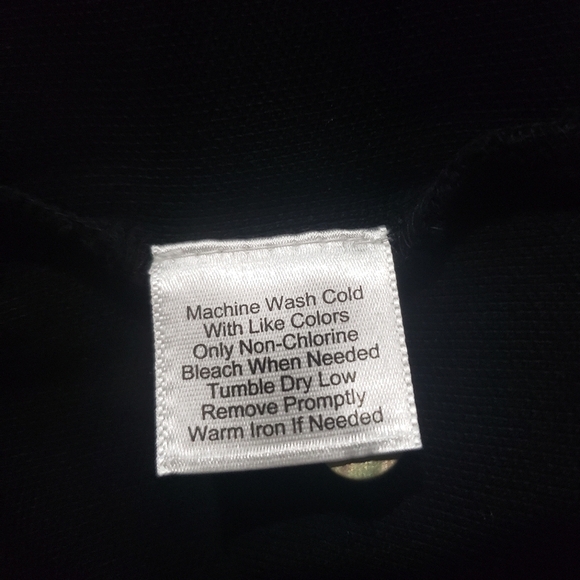 Machine Wash Cold
With Like Colors
Only Non-Chlorine
Bleach When Needed
Tumble Dry Low
Remove Promptly
Warm Iron If Needed